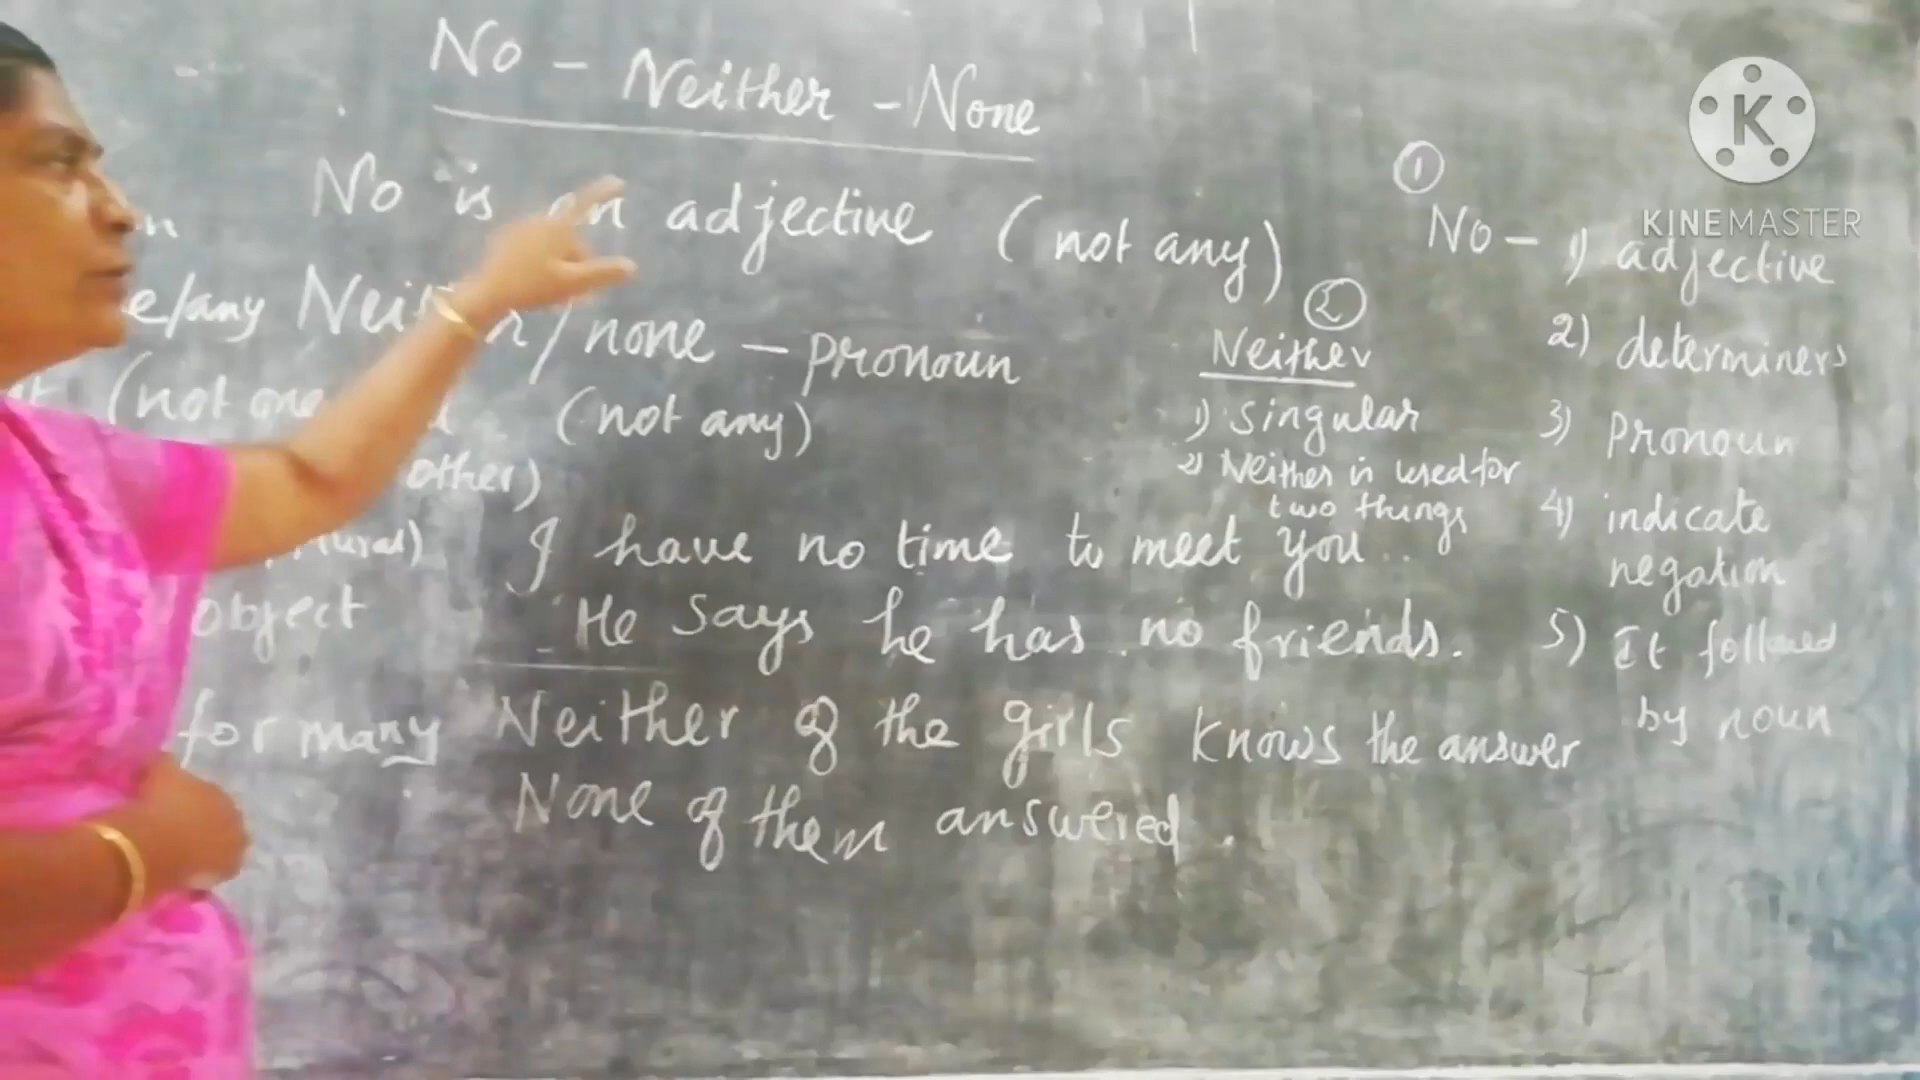 No - Neither - None
No is an adjective (not any)
e/any Neither / none - pronoun
(not one (not any)
other)
I have no time to meet you..
object He says he has no friends.
for many Neither of the girls knows the answer
None of them answered.
①
No - 1) adjective
2) determiners
3) Pronoun
4) indicate
negation
5) It followed
by noun
②
Neither
1) Singular
2) Neither is used for
two things
KINEMASTER